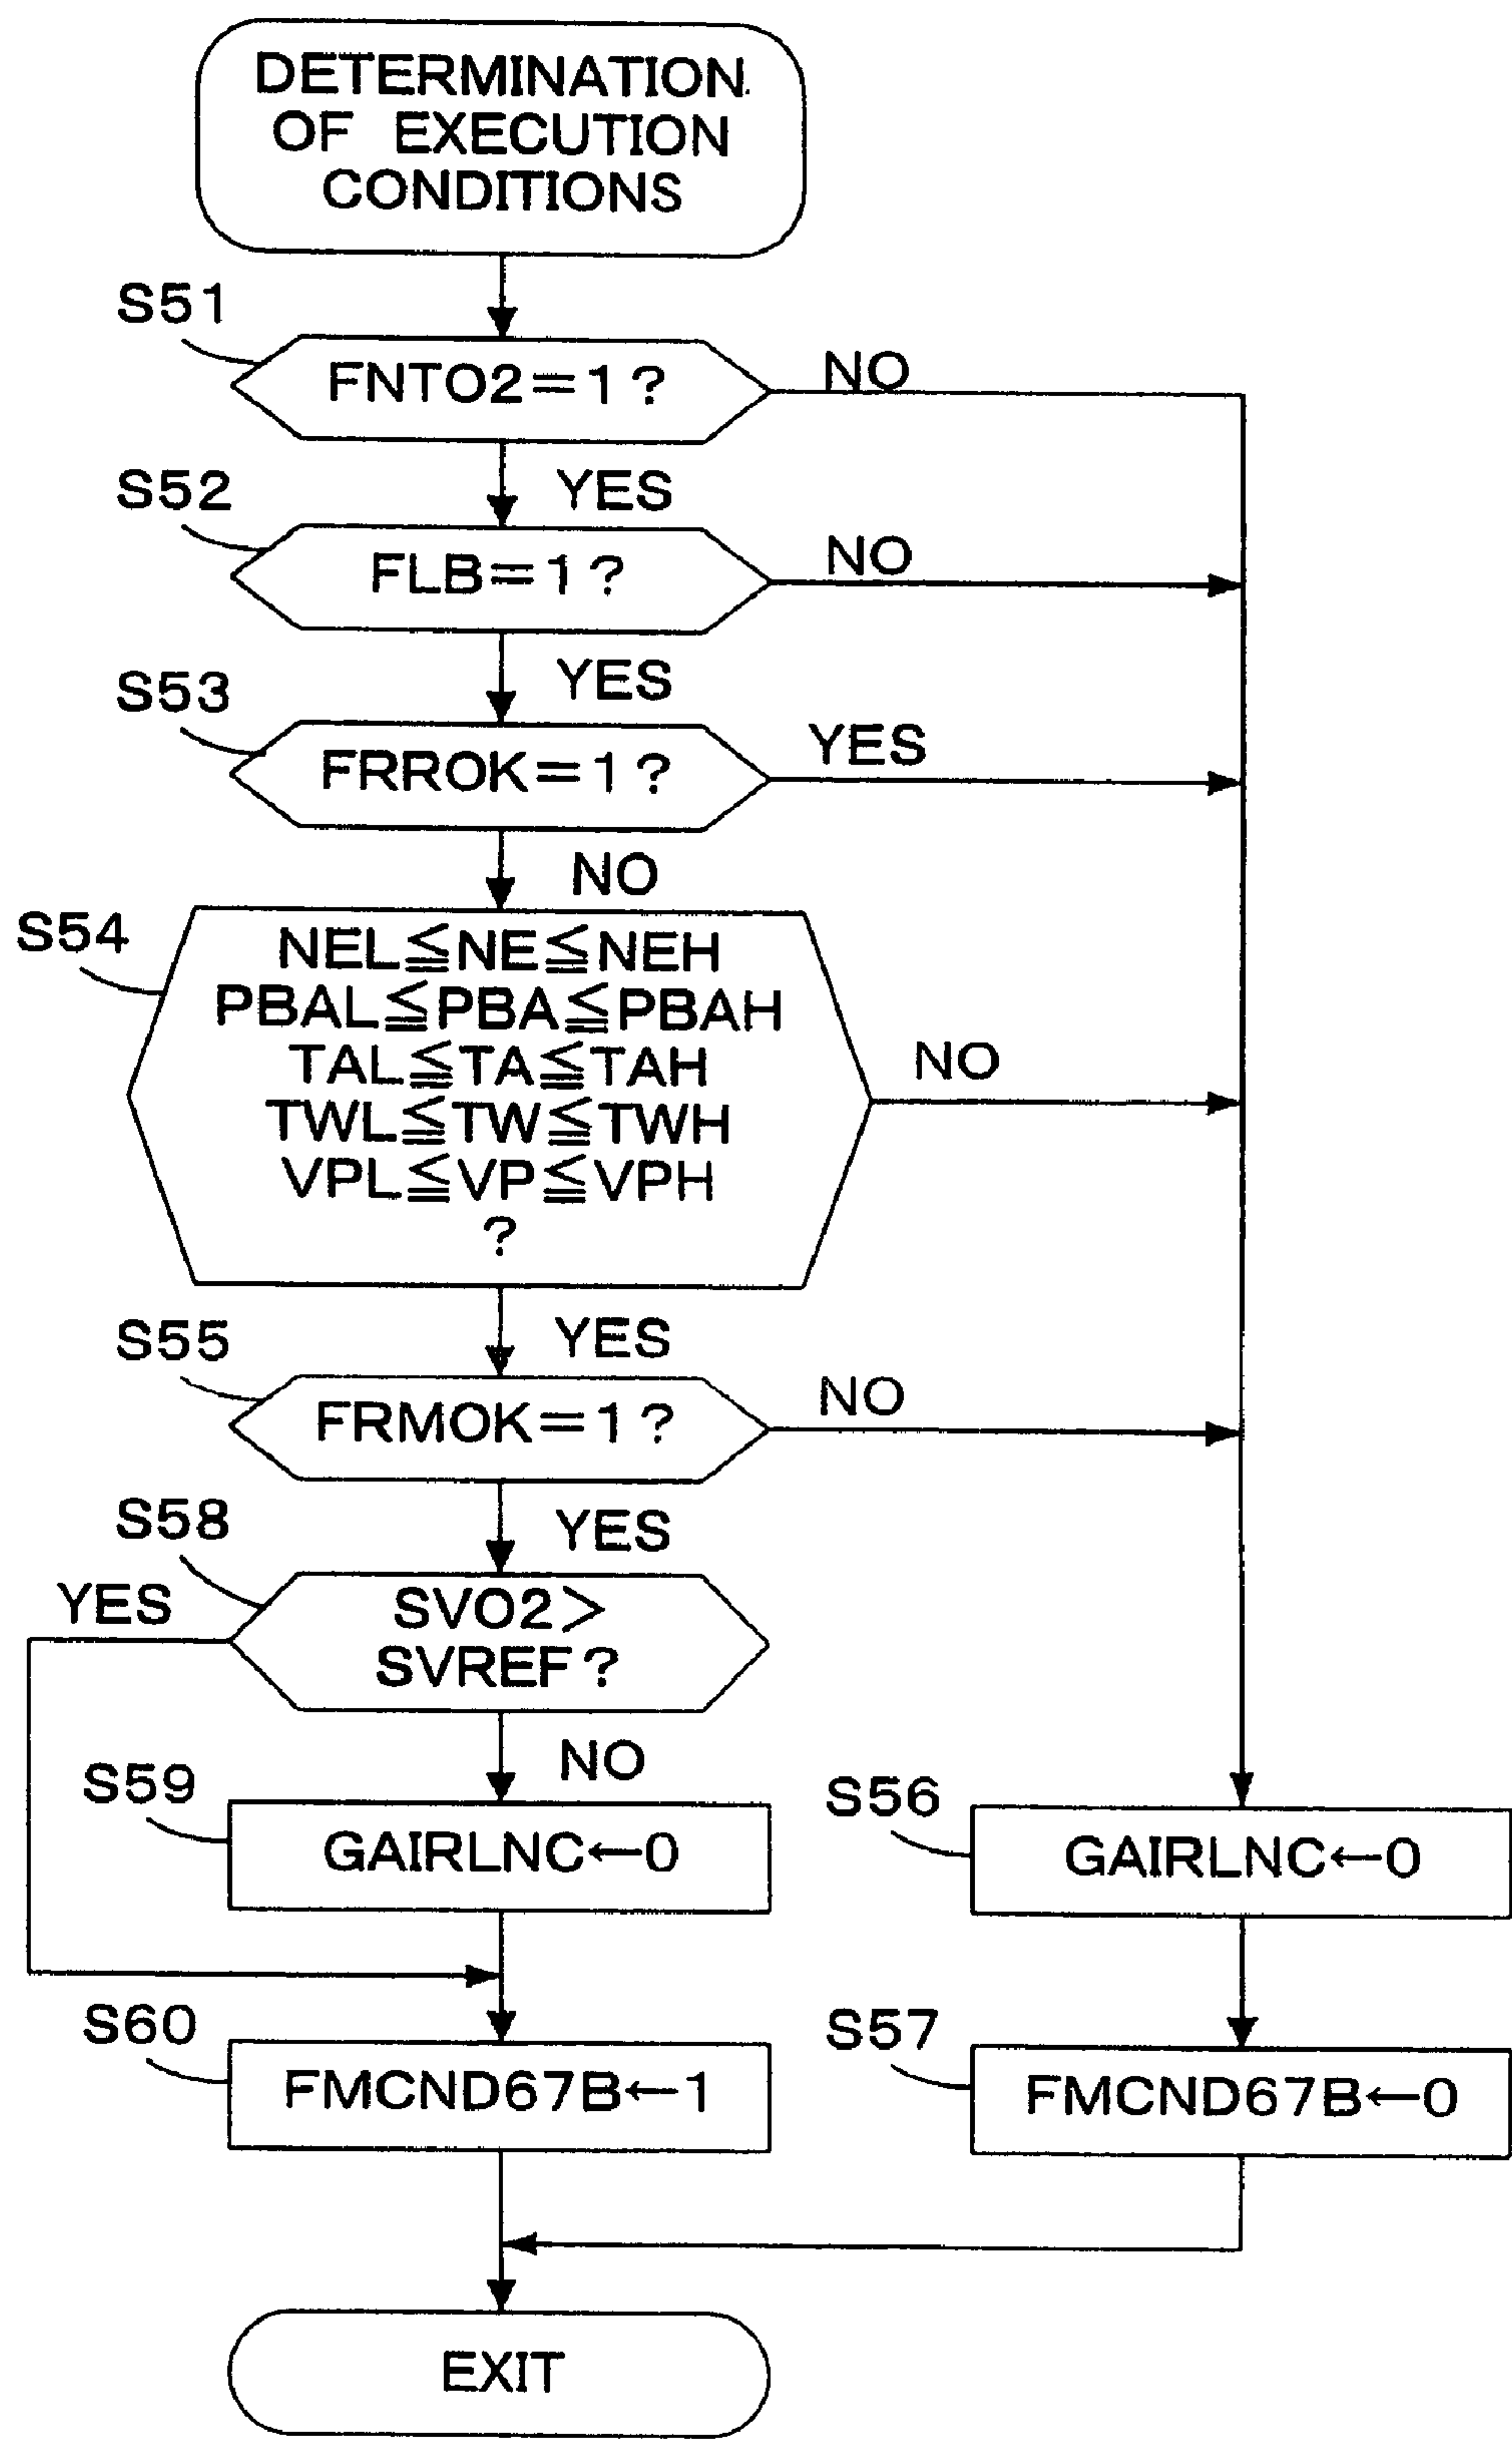 DETERMINATION
OF EXECUTION
CONDITIONS
S51
FNTO2=1?
NO
YES
S52
FLB=1?
NO
YES
S53
FRROK=1?
YES
NO
S54
NEL≦NE≦NEH
PBAL≦PBA≦PBAH
TAL≦TA≦TAH
TWL≦TW≦TWH
VPL≦VP≦VPH
?
NO
YES
S55
FRMOK=1?
NO
YES
S58
SVO2>
SVREF?
YES
NO
S59
GAIRLNC←0
S56
GAIRLNC←0
S60
FMCND67B←1
S57
FMCND67B←0
EXIT